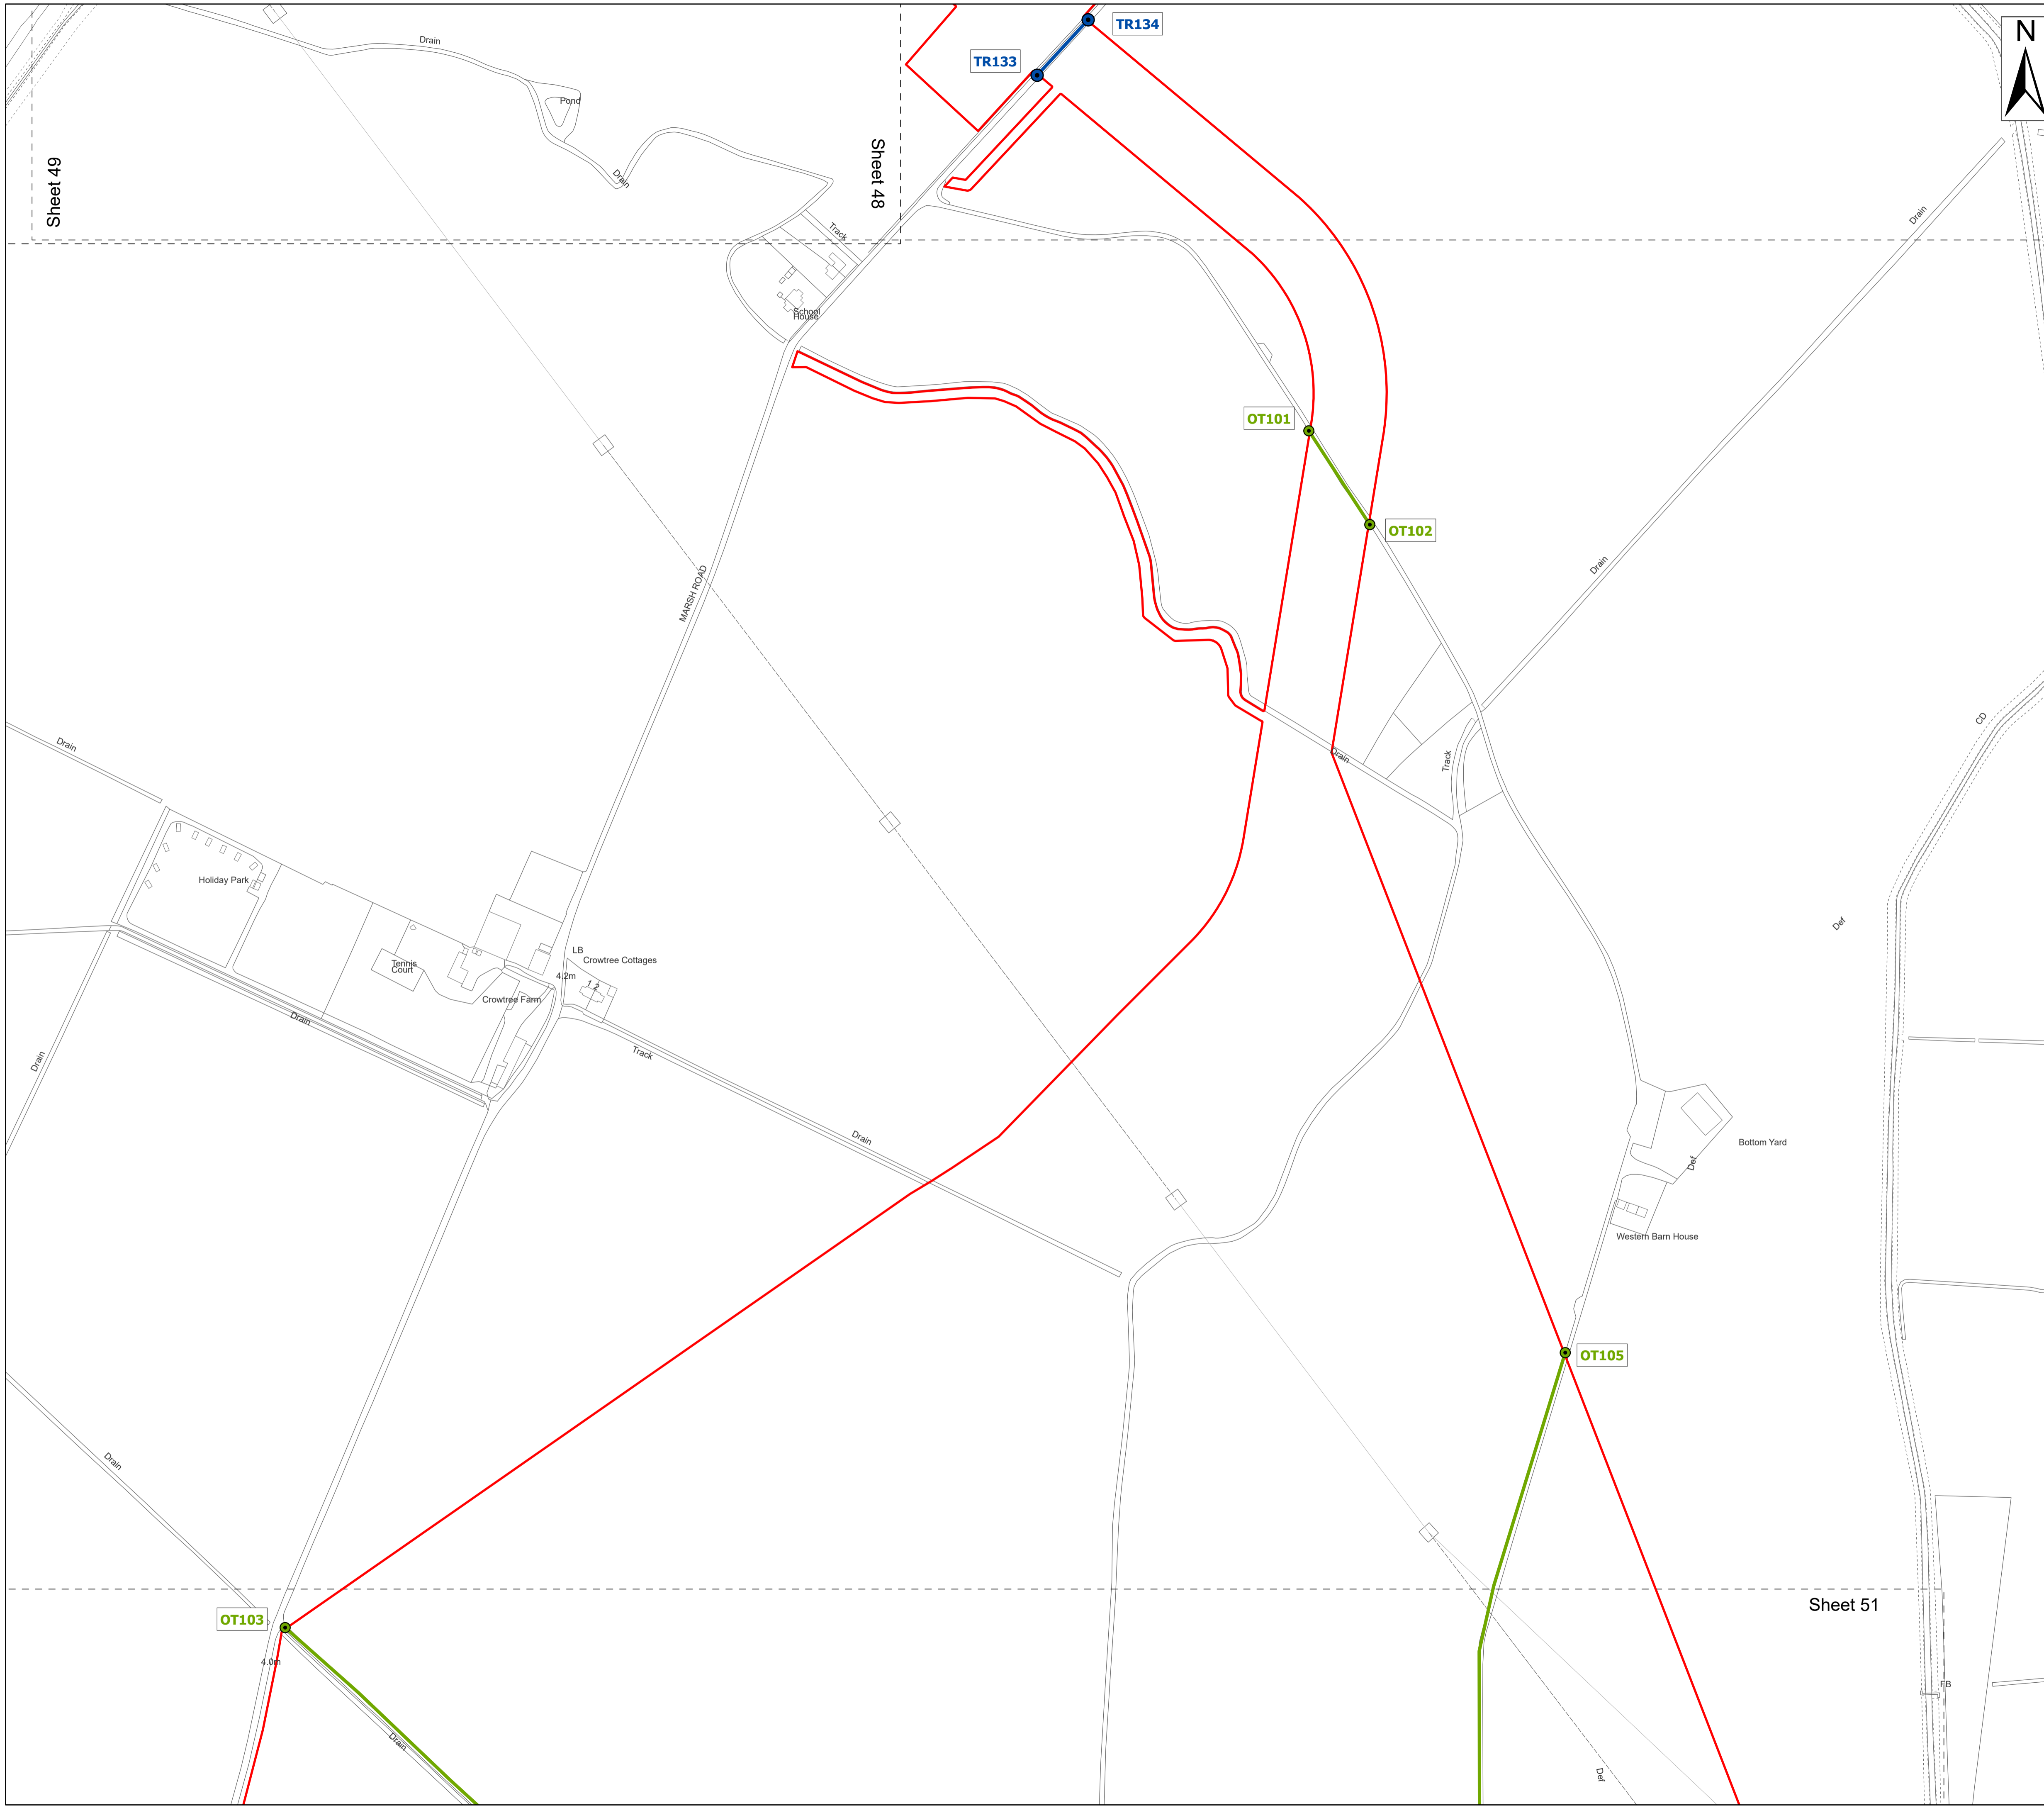 TR134
N
Drain
TR133
Pond
Sheet 49
Sheet 48
Drain
Drain
Track
School
House
OT101
OT102
MARSH ROAD
Drain
CD
Drain
Drain
Track
Holiday Park
Def
LB
Crowtree Cottages
Tennis
Court
4.2m
1
2
Crowtree Farm
Drain
Track
Drain
Drain
Bottom Yard
Def
Western Barn House
OT105
Drain
Sheet 51
OT103
4.0m
FB
Drain
Def